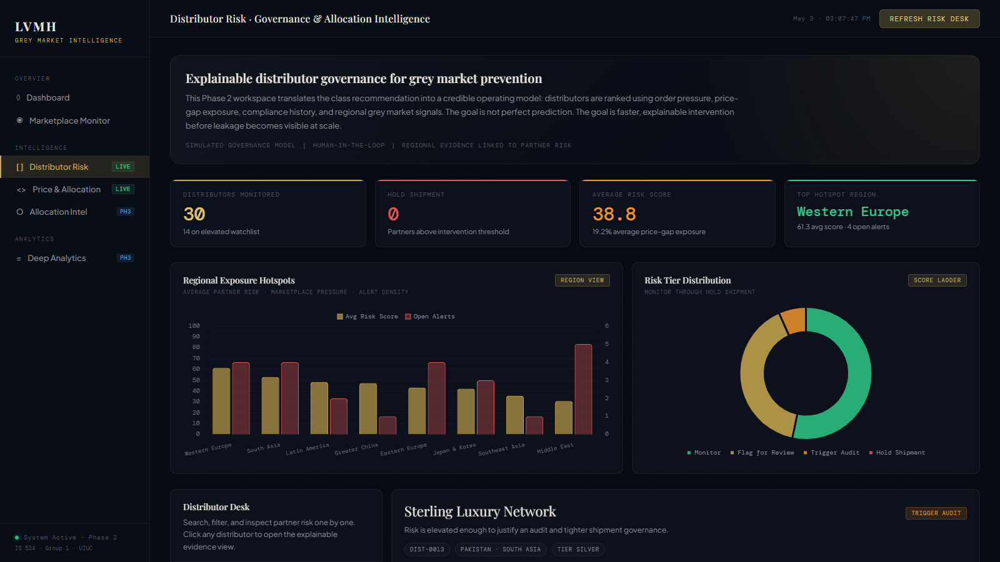 LVMH
GREY MARKET INTELLIGENCE
OVERVIEW
Dashboard
Marketplace Monitor
INTELLIGENCE
[] Distributor Risk LIVE
<> Price & Allocation LIVE
Allocation Intel PH3
ANALYTICS
= Deep Analytics PH3
System Active · Phase 2
IS 534 · Group 1 · UIUC
Distributor Risk · Governance & Allocation Intelligence
May 3 · 03:07:47 PM
REFRESH RISK DESK
Explainable distributor governance for grey market prevention
This Phase 2 workspace translates the class recommendation into a credible operating model: distributors are ranked using order pressure, price-
gap exposure, compliance history, and regional grey market signals. The goal is not perfect prediction. The goal is faster, explainable intervention
before leakage becomes visible at scale.
SIMULATED GOVERNANCE MODEL | HUMAN-IN-THE-LOOP | REGIONAL EVIDENCE LINKED TO PARTNER RISK
DISTRIBUTORS MONITORED
30
14 on elevated watchlist
HOLD SHIPMENT
0
Partners above intervention threshold
AVERAGE RISK SCORE
38.8
19.2% average price-gap exposure
TOP HOTSPOT REGION
Western Europe
61.3 avg score · 4 open alerts
Regional Exposure Hotspots
REGION VIEW
AVERAGE PARTNER RISK · MARKETPLACE PRESSURE · ALERT DENSITY
Avg Risk Score Open Alerts
100
90
80
70
60
50
40
30
20
10
0
6
5
4
3
2
1
0
Western Europe
South Asia
Latin America
Greater China
Eastern Europe
Japan & Korea
Southeast Asia
Middle East
Risk Tier Distribution
SCORE LADDER
MONITOR THROUGH HOLD SHIPMENT
Monitor Flag for Review Trigger Audit Hold Shipment
Distributor Desk
Search, filter, and inspect partner risk one by one.
Click any distributor to open the explainable
evidence view.
Sterling Luxury Network
TRIGGER AUDIT
Risk is elevated enough to justify an audit and tighter shipment governance.
DIST-0013
PAKISTAN · SOUTH ASIA
TIER SILVER